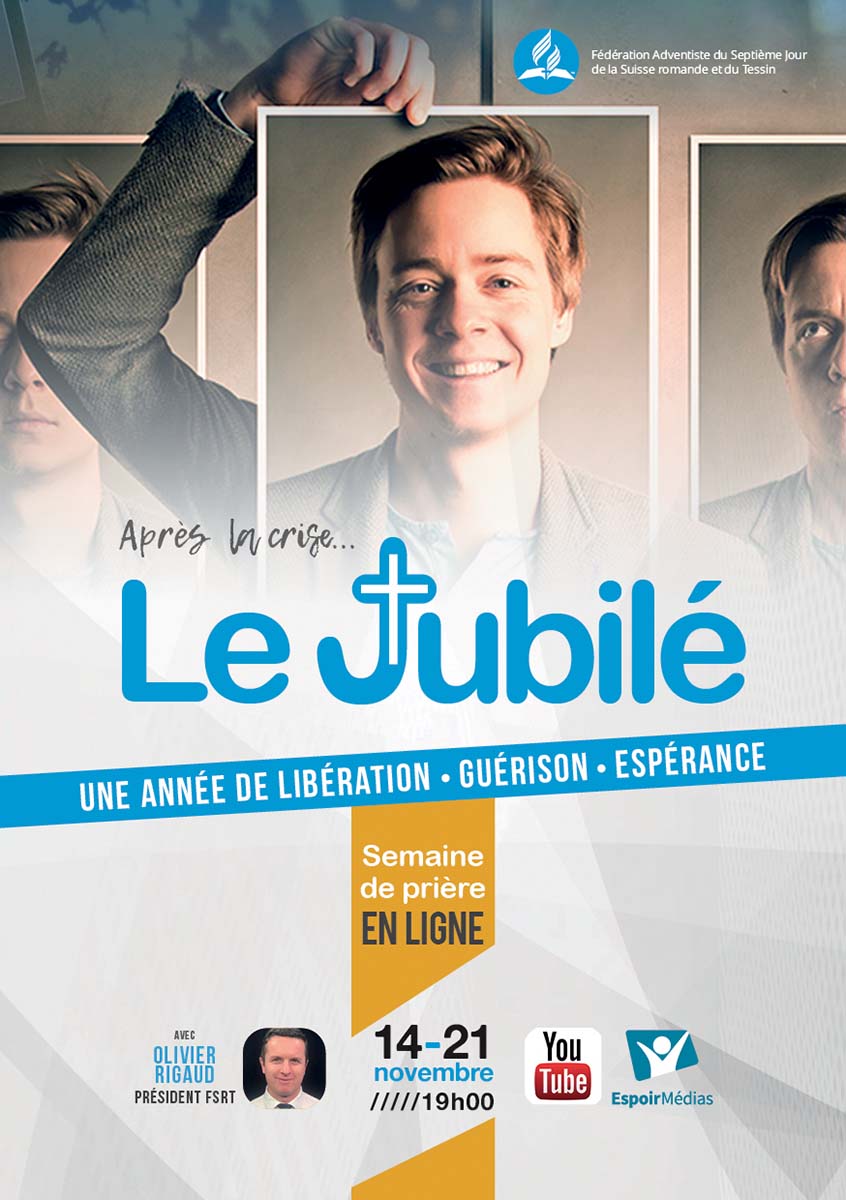 Fédération Adventiste du Septième Jour
de la Suisse romande et du Tessin
Après la crise...
Le Jubilé
UNE ANNÉE DE LIBÉRATION • GUÉRISON • ESPÉRANCE
Semaine
de prière
EN LIGNE
AVEC
OLIVIER
RIGAUD
PRÉSIDENT FSRT
14-21
novembre
/////19h00
You
Tube
EspoirMédias